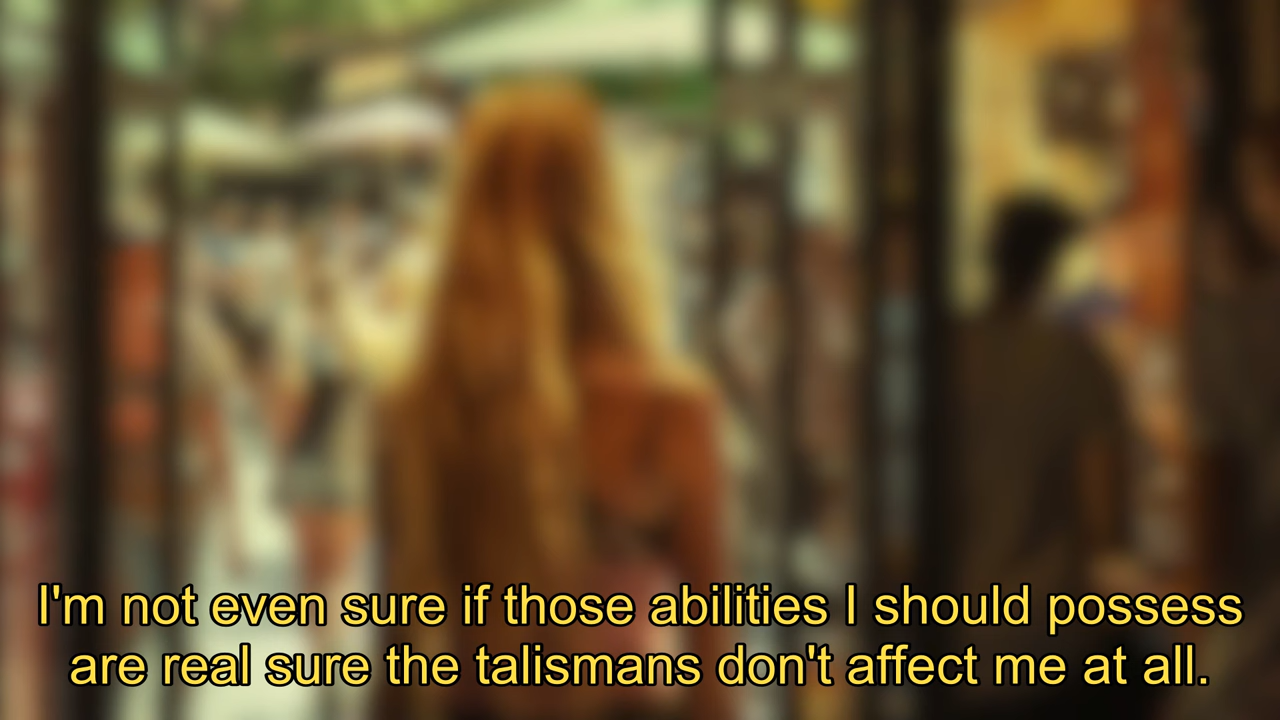 I'm not even sure if those abilities I should possess
are real sure the talismans don't affect me at all.